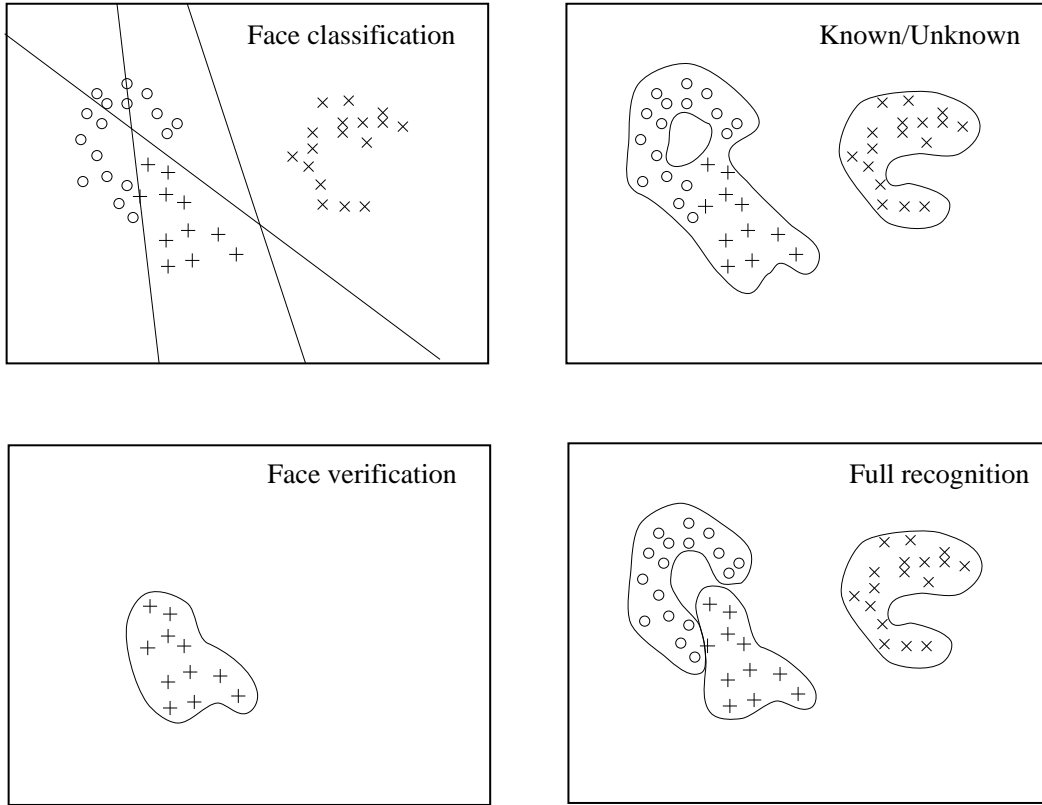 Face classification
Known/Unknown
Face verification
Full recognition